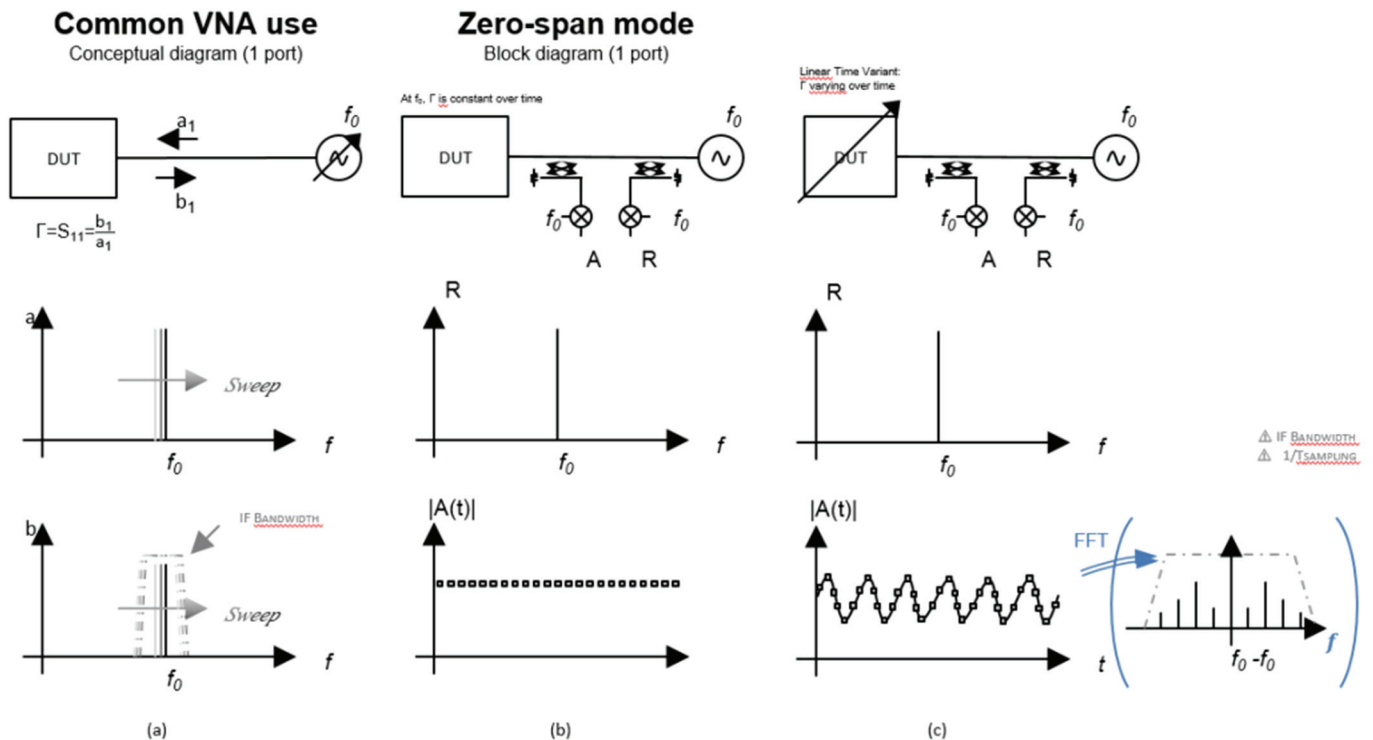 Common VNA use
Conceptual diagram (1 port)
Zero-span mode
Block diagram (1 port)
Linear Time Variant:
Γ varying over time
At f₀, Γ is constant over time
DUT
a₁
b₁
f₀
Γ=S₁₁=b₁/a₁
DUT
f₀
f₀
f₀
A
R
DUT
f₀
f₀
f₀
A
R
a
Sweep
f
f₀
R
f
f₀
R
f
f₀
⚠ IF BANDWIDTH
⚠ 1/TSAMPLING
b
IF BANDWIDTH
Sweep
f
f₀
|A(t)|
|A(t)|
t
FFT
f
f₀ -f₀
(a)
(b)
(c)